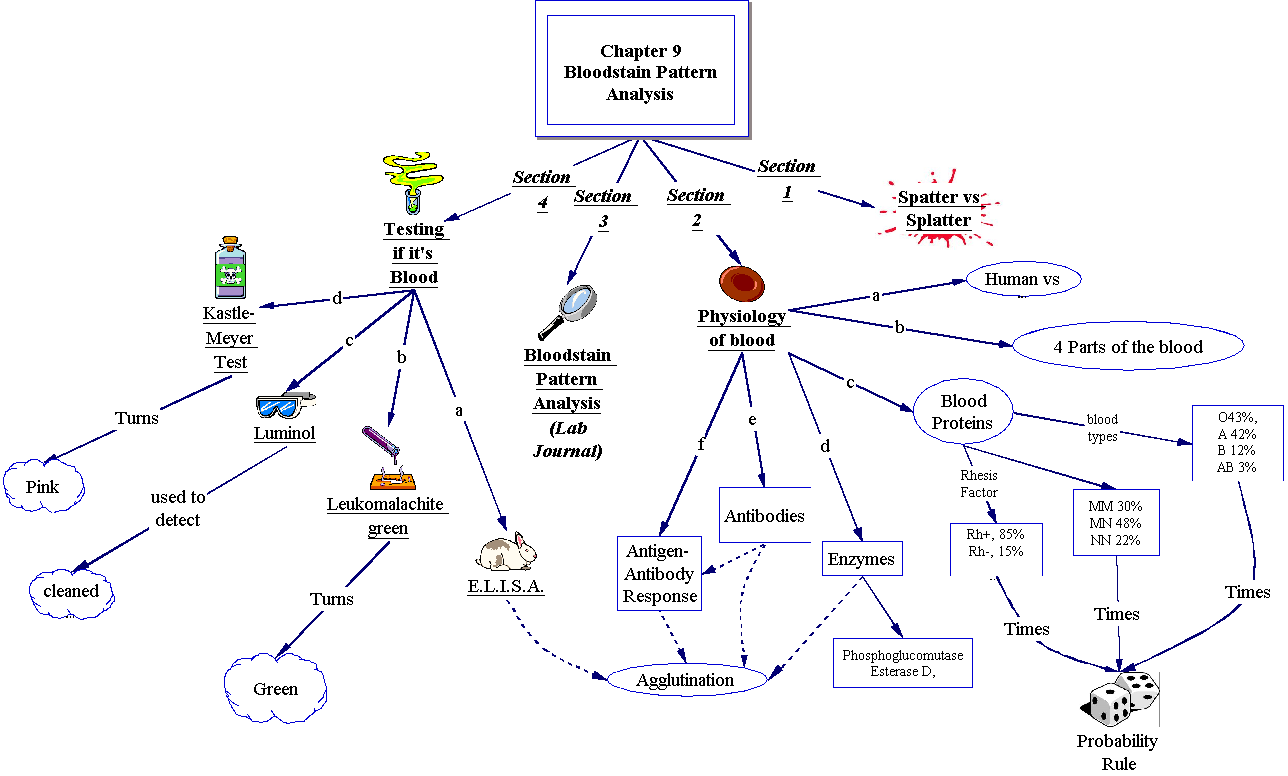 Chapter 9
Bloodstain Pattern
Analysis
Section
4
Section
3
Section
2
Section
1
Spatter vs
Splatter
Testing
if it's
Blood
d
c
b
a
Kastle-
Meyer
Test
Turns
Pink
Luminol
used to
detect
cleaned
Leukomalachite
green
Turns
Green
E.L.I.S.A.
Bloodstain
Pattern
Analysis
(Lab
Journal)
Physiology
of blood
a
Human vs
b
4 Parts of the blood
c
Blood
Proteins
blood
types
O43%,
A 42%
B 12%
AB 3%
Rhesis
Factor
Rh+, 85%
Rh-, 15%
MM 30%
MN 48%
NN 22%
Times
Times
Times
Probability
Rule
d
Enzymes
Phosphoglucomutase
Esterase D,
e
Antibodies
f
Antigen-
Antibody
Response
Agglutination